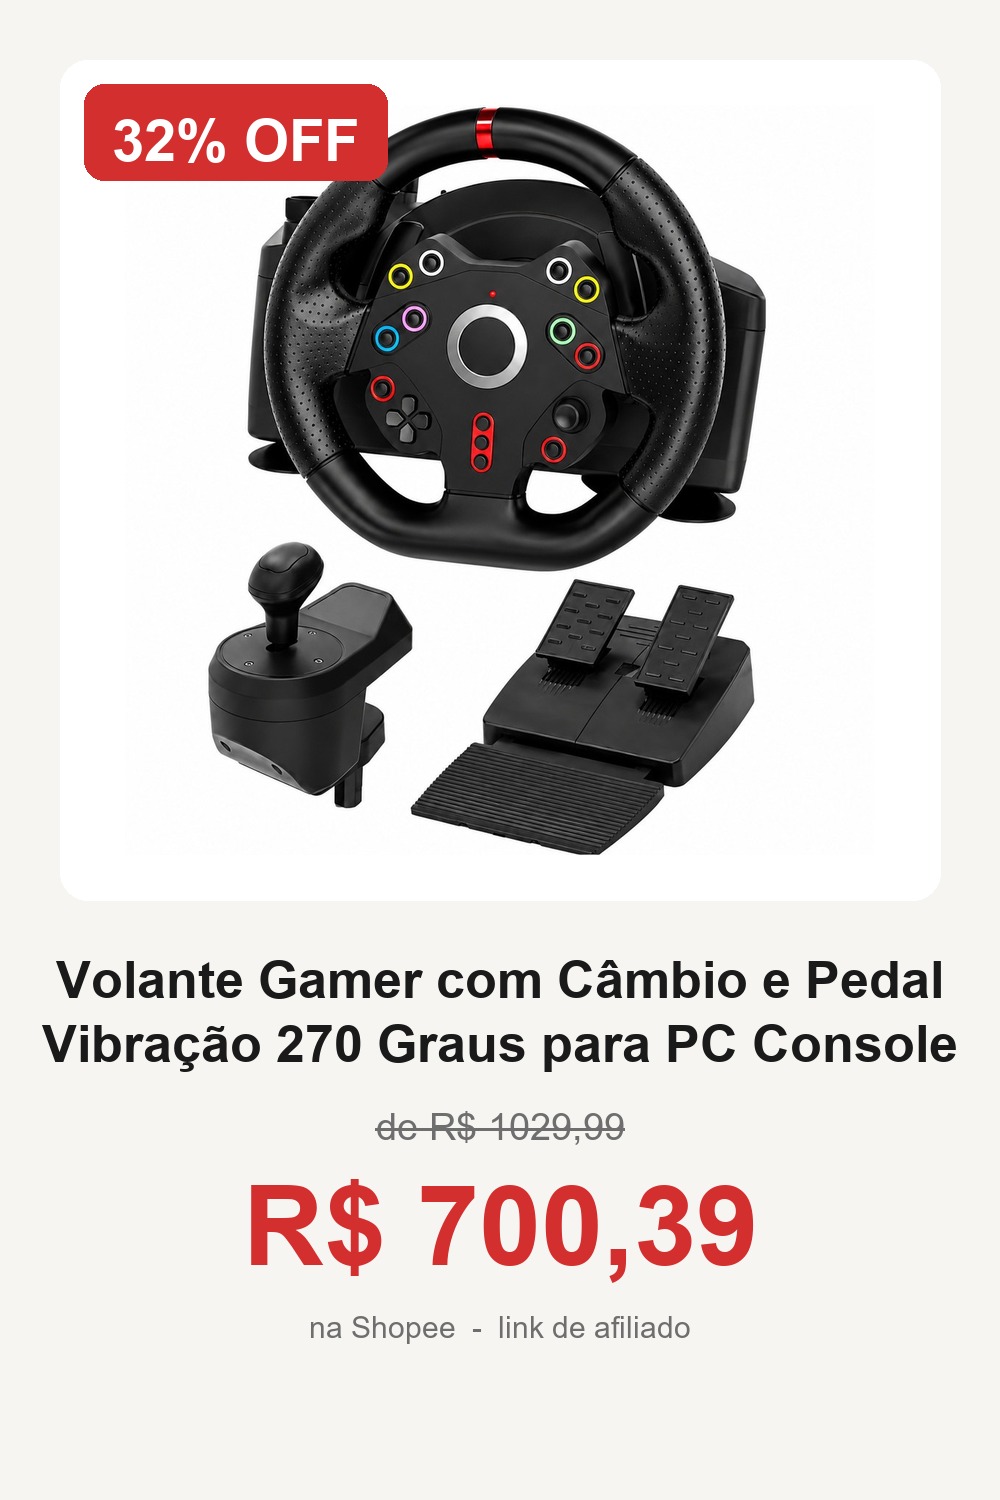 32% OFF
Volante Gamer com Câmbio e Pedal
Vibração 270 Graus para PC Console
de R$ 1029,99
R$ 700,39
na Shopee - link de afiliado